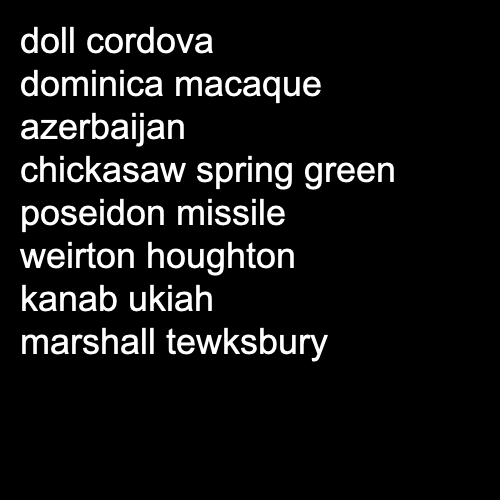 doll cordova
dominica macaque
azerbaijan
chickasaw spring green
poseidon missile
weirton houghton
kanab ukiah
marshall tewksbury